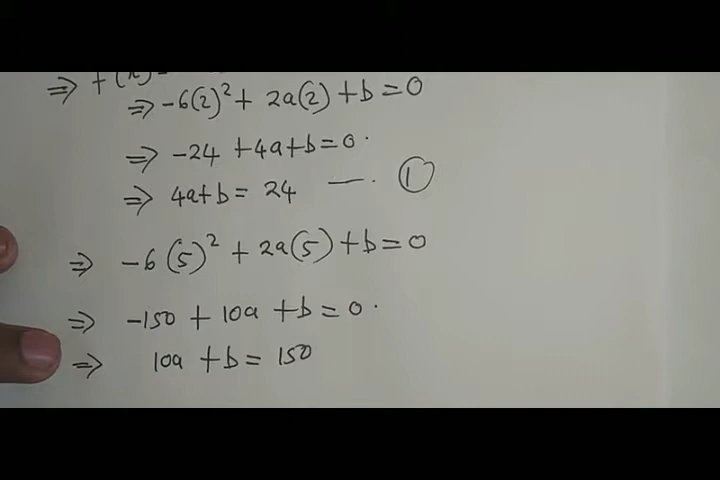 ⇒ -6(2)² + 2a(2) + b = 0
⇒ -24 + 4a + b = 0.
⇒ 4a + b = 24 —. ①
⇒ -6(5)² + 2a(5) + b = 0
⇒ -150 + 10a + b = 0.
⇒ 10a + b = 150